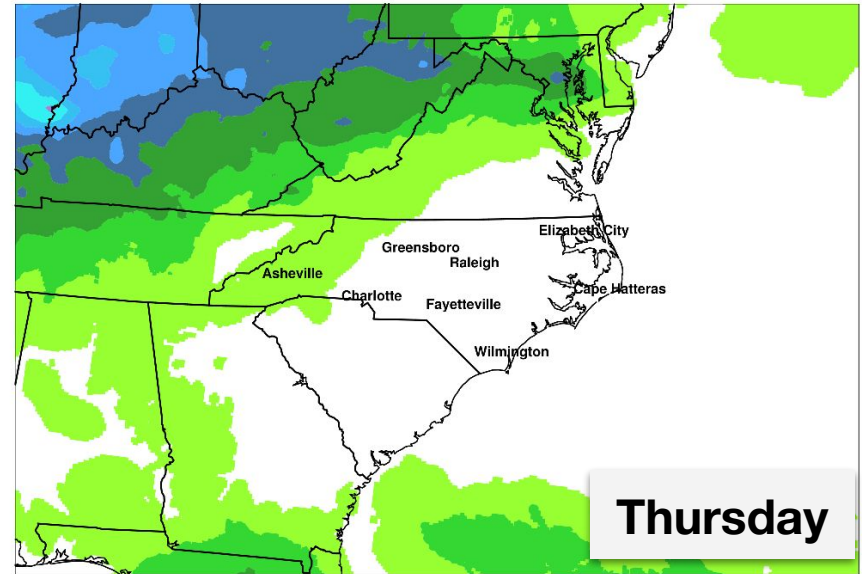 Elizabeth City
Greensboro
Raleigh
Asheville
Cape Hatteras
Charlotte
Fayetteville
Wilmington
Thursday